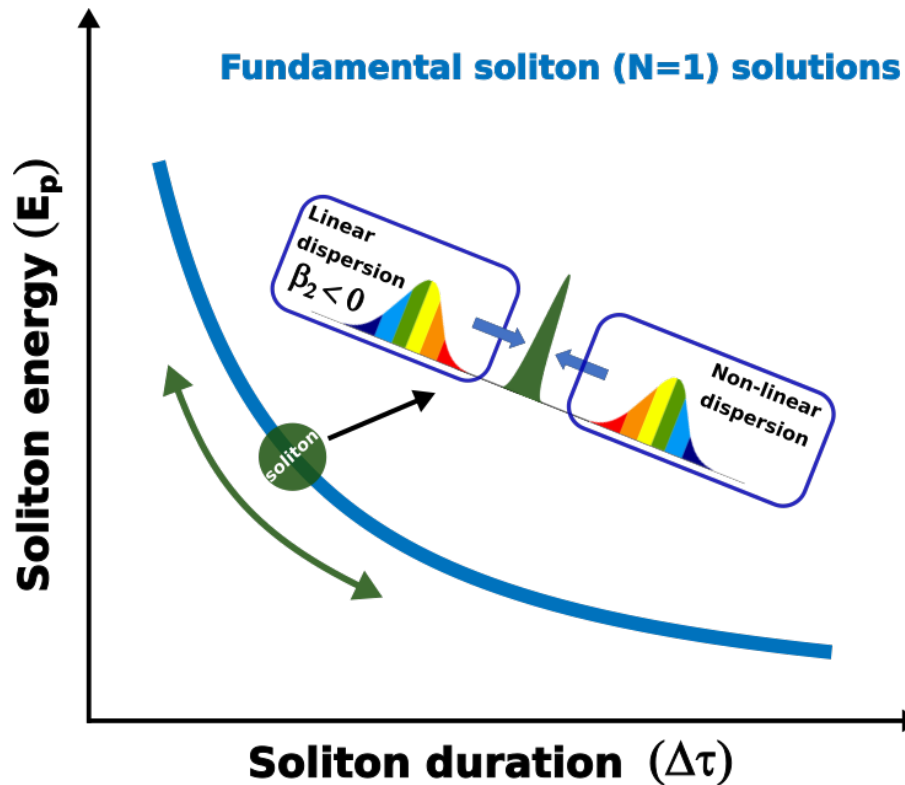 Fundamental soliton (N=1) solutions
Soliton energy (Eₚ)
Linear
dispersion
β₂ < 0
Non-linear
dispersion
soliton
Soliton duration (Δτ)